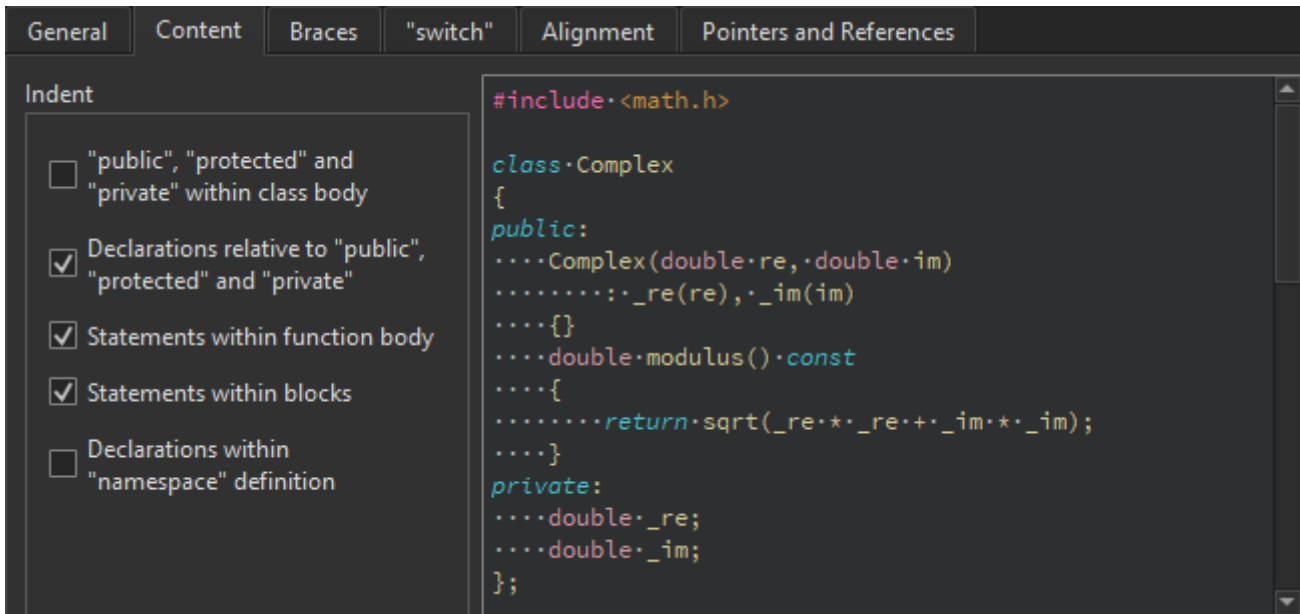 General Content Braces "switch" Alignment Pointers and References
Indent
"public", "protected" and
"private" within class body
Declarations relative to "public",
"protected" and "private"
Statements within function body
Statements within blocks
Declarations within
"namespace" definition
#include·<math.h>
class·Complex
{
public:
····Complex(double·re,·double·im)
········:·_re(re),·_im(im)
····{}
····double·modulus()·const
····{
········return·sqrt(_re·*·_re·+·_im·*·_im);
····}
private:
····double·_re;
····double·_im;
};